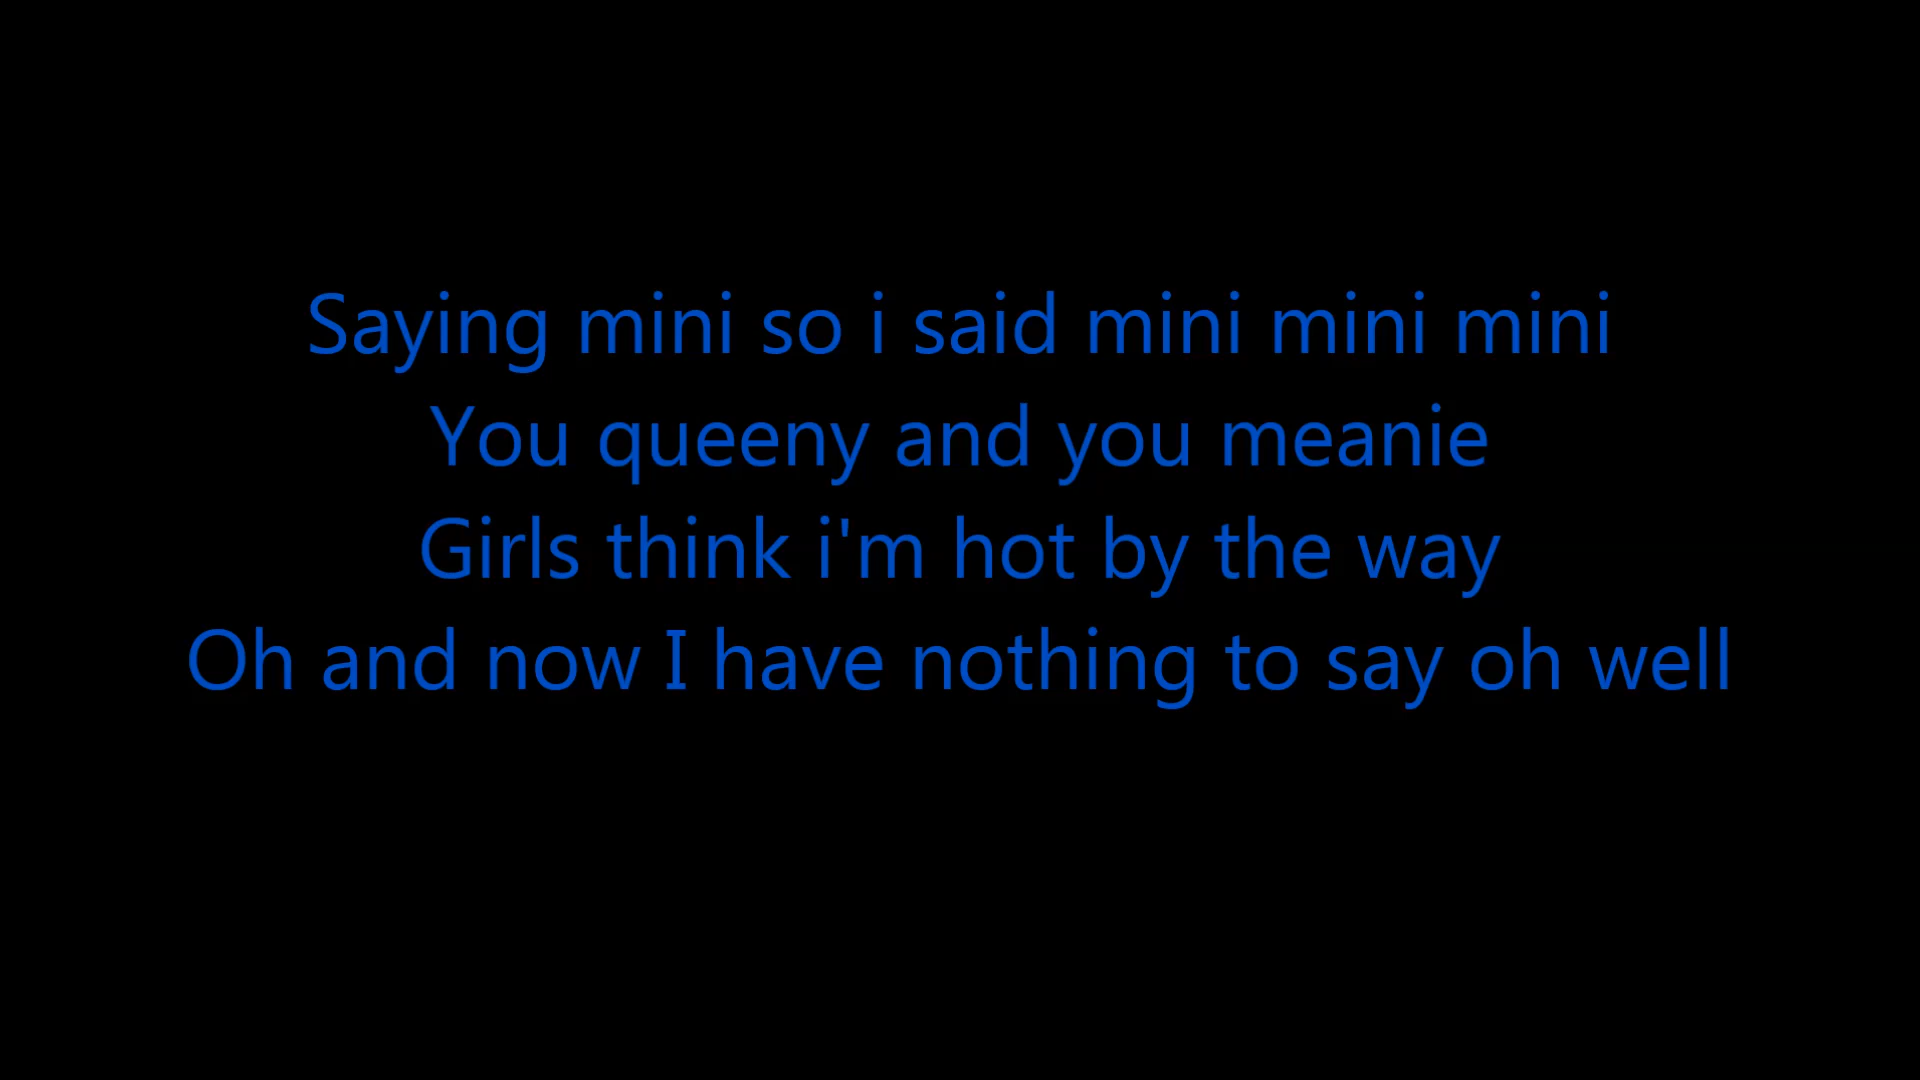 Saying mini so i said mini mini mini
You queeny and you meanie
Girls think i'm hot by the way
Oh and now I have nothing to say oh well